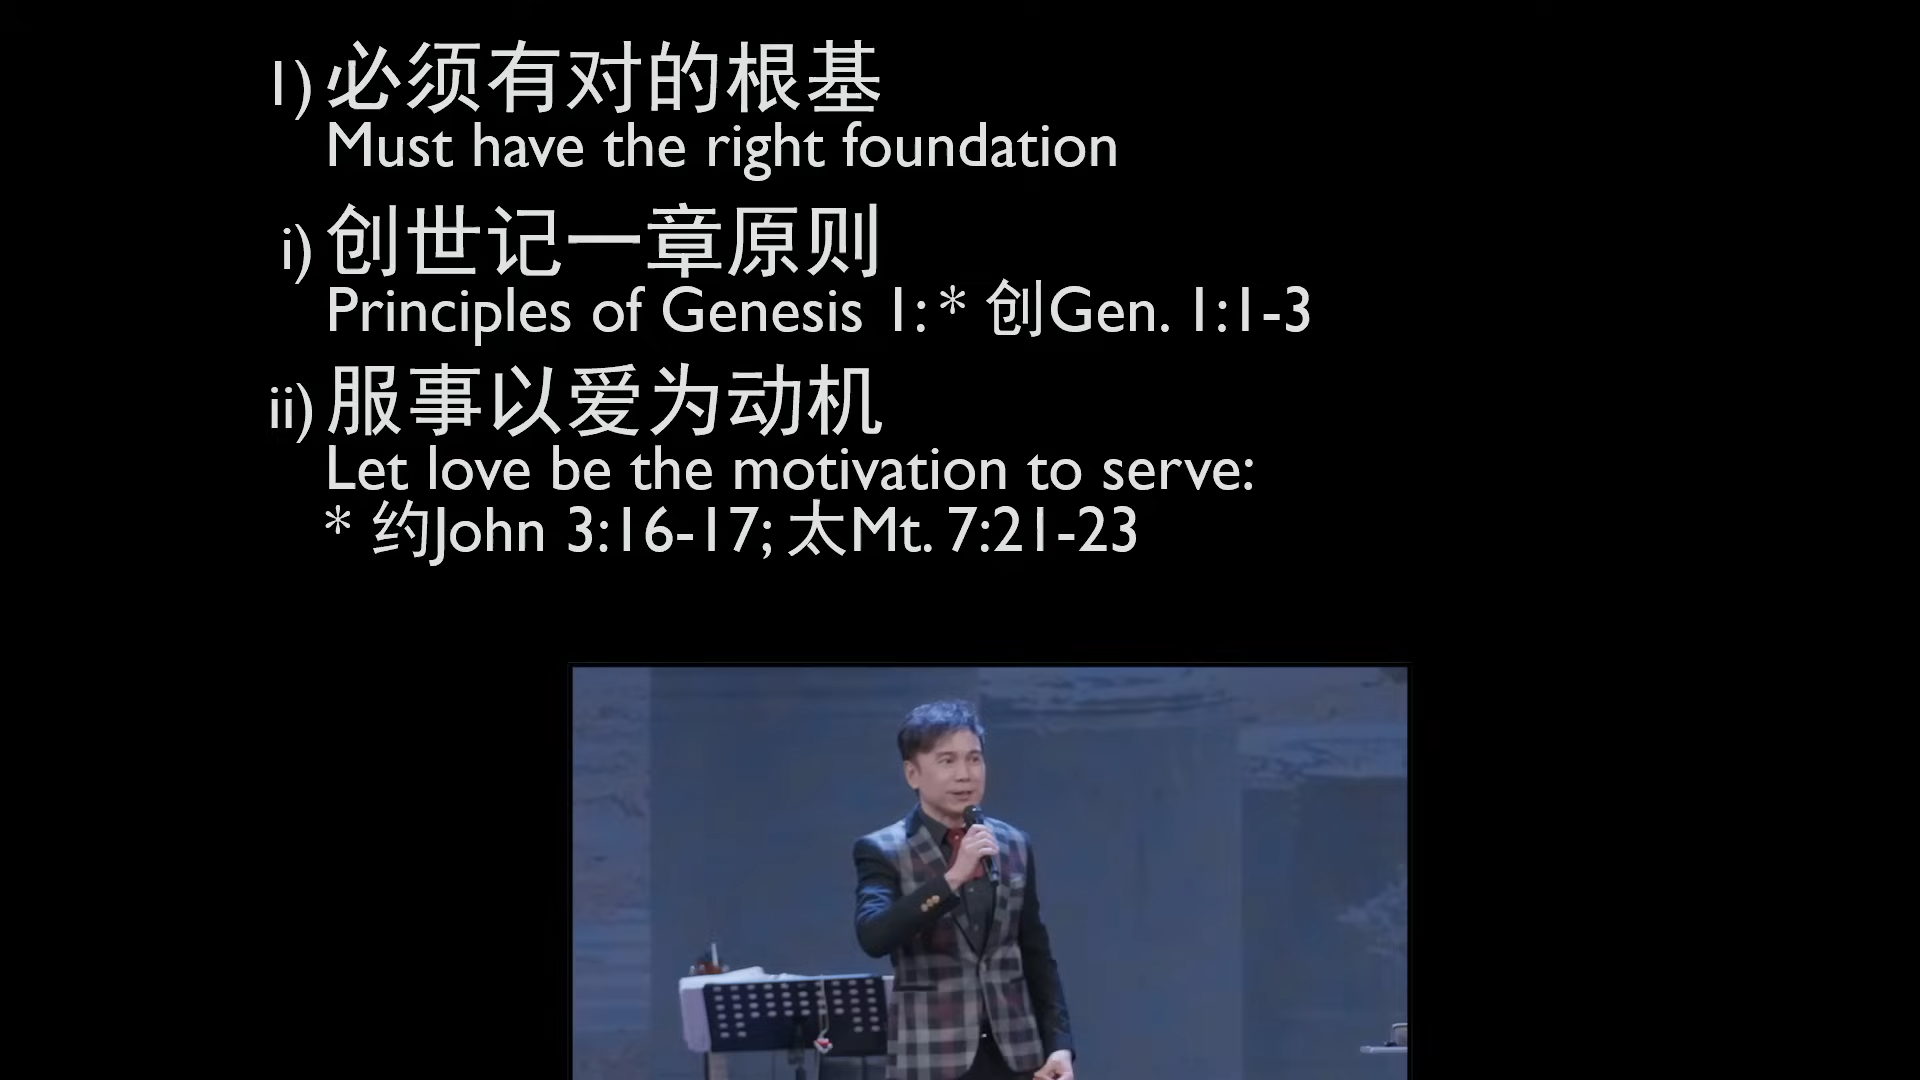 1) 必须有对的根基
Must have the right foundation
i) 创世记一章原则
Principles of Genesis 1: * 创Gen. 1:1-3
ii) 服事以爱为动机
Let love be the motivation to serve:
* 约John 3:16-17; 太Mt. 7:21-23